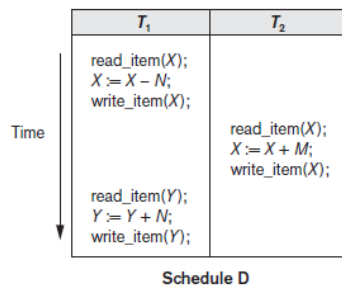 T₁ T₂
read_item(X);
X := X – N;
write_item(X);
Time
read_item(X);
X := X + M;
write_item(X);
read_item(Y);
Y := Y + N;
write_item(Y);
Schedule D